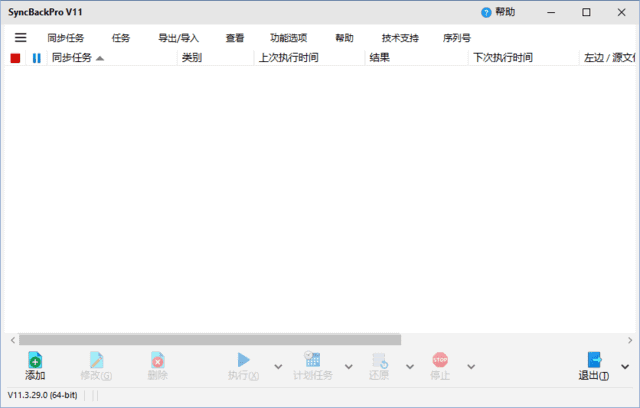 SyncBackPro V11 帮助
同步任务 任务 导出/导入 查看 功能选项 帮助 技术支持 序列号
同步任务 类别 上次执行时间 结果 下次执行时间 左边 / 源文件
添加 修改(G) 删除 执行(X) 计划任务 还原 STOP 停止 退出(T)
V11.3.29.0 (64-bit)